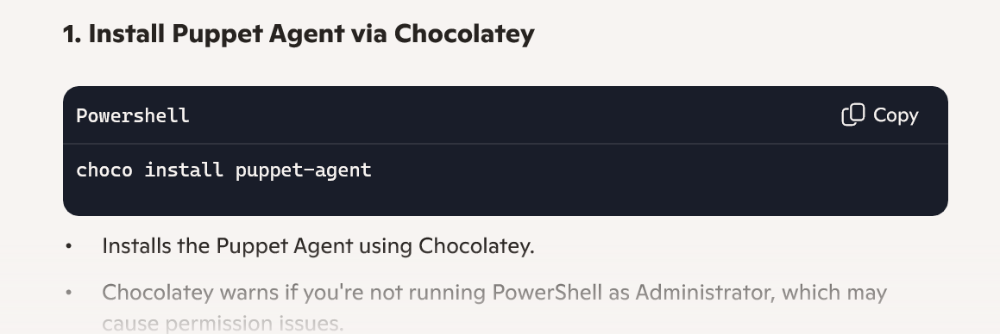 1. Install Puppet Agent via Chocolatey
Powershell
Copy
choco install puppet-agent
• Installs the Puppet Agent using Chocolatey.
• Chocolatey warns if you're not running PowerShell as Administrator, which may
cause permission issues.